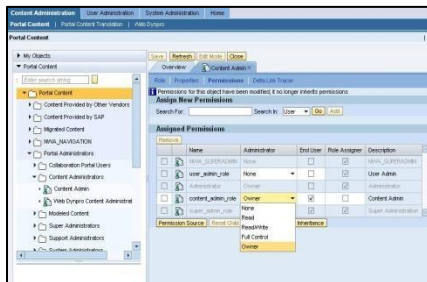 Content Administration User Administration System Administration Home
Portal Content | Portal Content Translation | Web Dynpro
Portal Content
My Objects
Portal Content
Portal Content
Content Provided by Other Vendors
Content Provided by SAP
Migrated Content
NWA_NAVIGATION
Portal Administrators
Collaboration Portal Users
Content Administrators
Content Admin
Web Dynpro Content Administrat
Modeled Content
Super Administrators
Support Administrators
System Administrators
Save Refresh Edit Mode Close
Overview Content Admin
Role Properties Permissions Delta Link Tracer
Permissions for this object have been modified; it no longer inherits permissions
Assign New Permissions
Search For: Search In: User Go Add
Assigned Permissions
Remove
Name Administrator End User Role Assigner Description
NWA_SUPERADMIN None NWA_SUPERADMIN
user_admin_role None User Admin
Administrator Owner Administrator
content_admin_role Owner Content Admin
super_admin_role None Super Administration
Permission Source Reset Child Inheritance
Read
Read/Write
Full Control
Owner